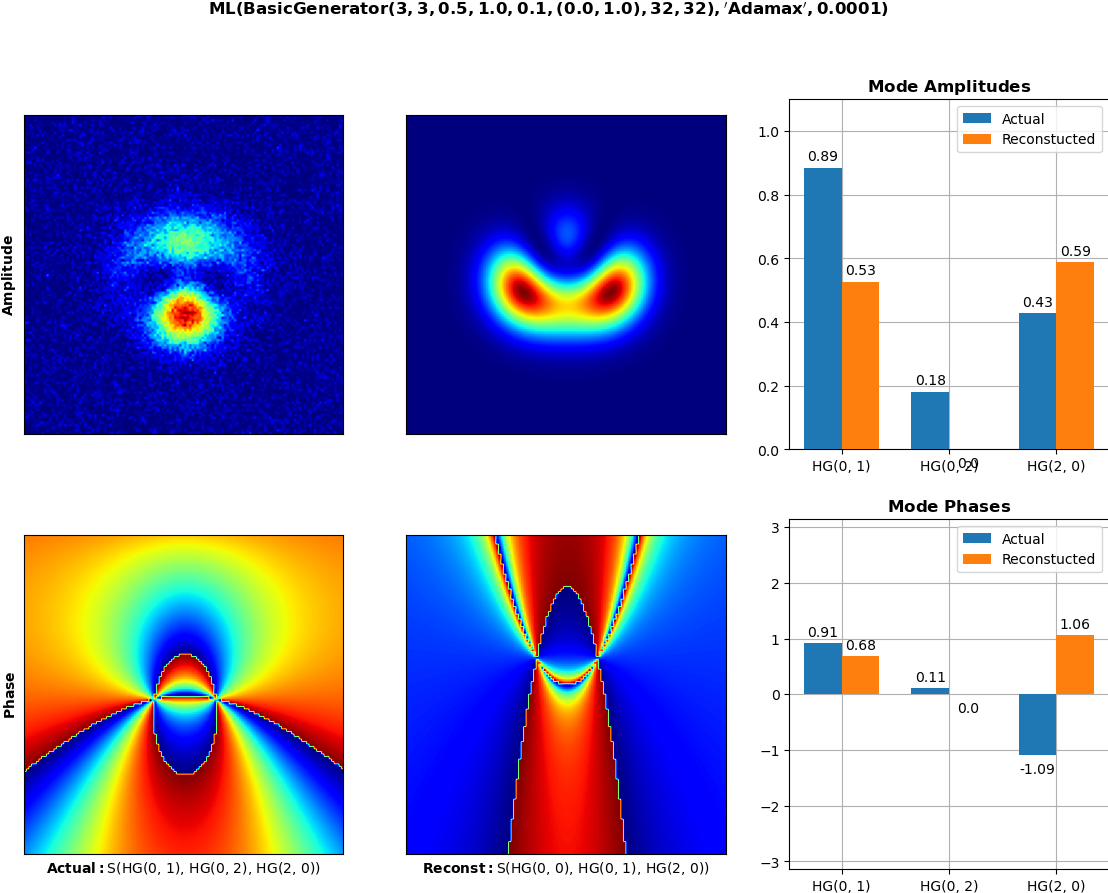 ML(BasicGenerator(3, 3, 0.5, 1.0, 0.1, (0.0, 1.0), 32, 32), ′Adamax′, 0.0001)
Amplitude
Mode Amplitudes
Actual
Reconstucted
1.0
0.8
0.6
0.4
0.2
0.0
0.89
0.53
0.18
0.0
0.43
0.59
HG(0, 1)
HG(0, 2)
HG(2, 0)
Phase
Actual: S(HG(0, 1), HG(0, 2), HG(2, 0))
Reconst: S(HG(0, 0), HG(0, 1), HG(2, 0))
Mode Phases
Actual
Reconstucted
3
2
1
0
−1
−2
−3
0.91
0.68
0.11
0.0
-1.09
1.06
HG(0, 1)
HG(0, 2)
HG(2, 0)